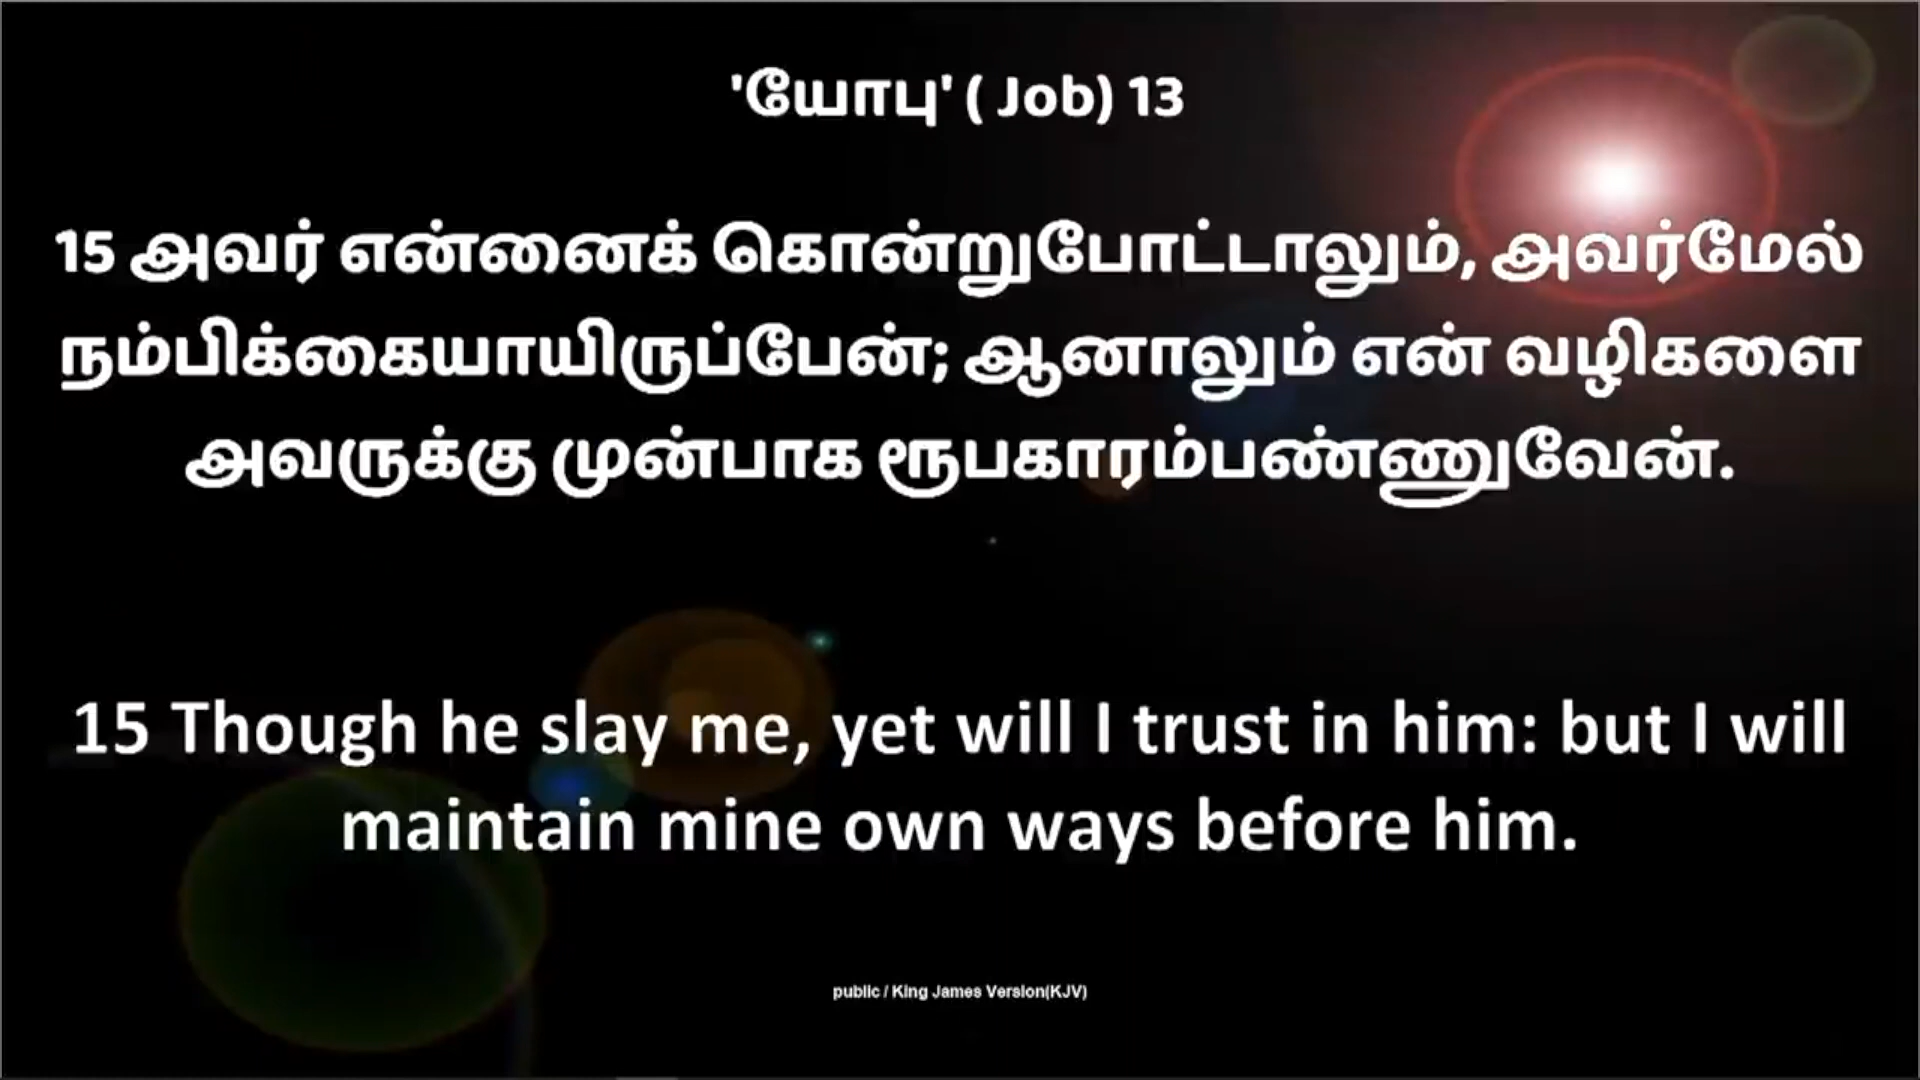 'யோபு' ( Job) 13
15 அவர் என்னைக் கொன்றுபோட்டாலும், அவர்மேல்
நம்பிக்கையாயிருப்பேன்; ஆனாலும் என் வழிகளை
அவருக்கு முன்பாக ரூபகாரம்பண்ணுவேன்.
15 Though he slay me, yet will I trust in him: but I will
maintain mine own ways before him.
public / King James Version(KJV)